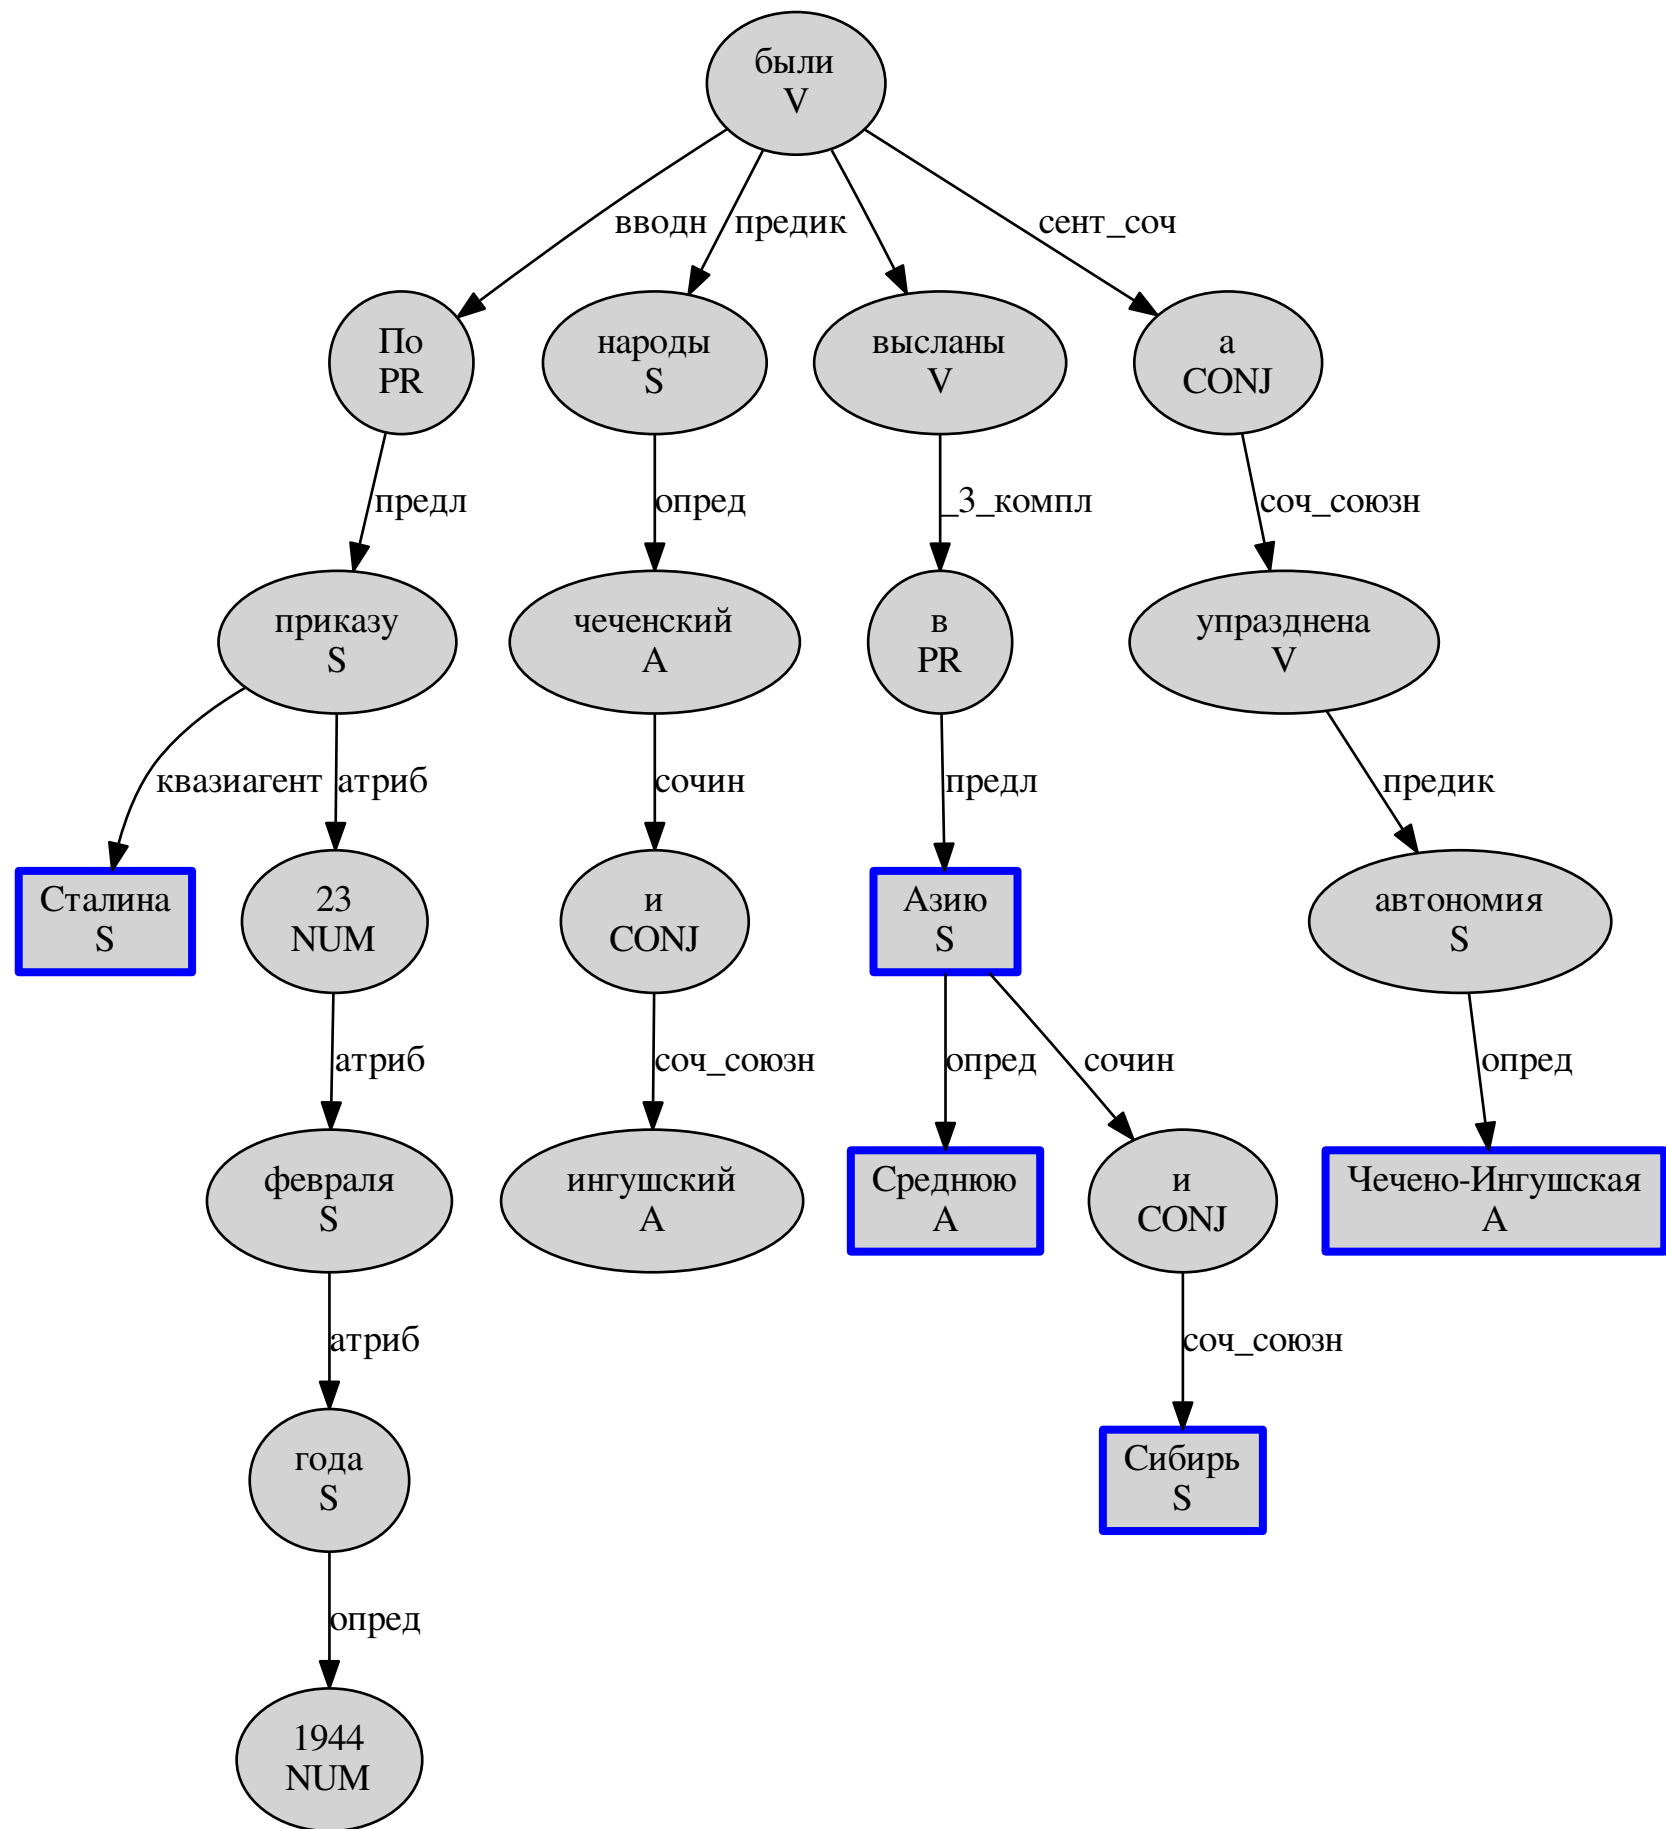 были
V
вводн
предик
сент_соч
По
PR
народы
S
высланы
V
а
CONJ
предл
опред
_3_компл
соч_союзн
приказу
S
чеченский
A
в
PR
упразднена
V
квазиагент
атриб
сочин
предл
предик
Сталина
S
23
NUM
и
CONJ
Азию
S
автономия
S
атриб
соч_союзн
опред
сочин
опред
февраля
S
ингушский
A
Среднюю
A
и
CONJ
Чечено-Ингушская
A
атриб
соч_союзн
года
S
Сибирь
S
опред
1944
NUM